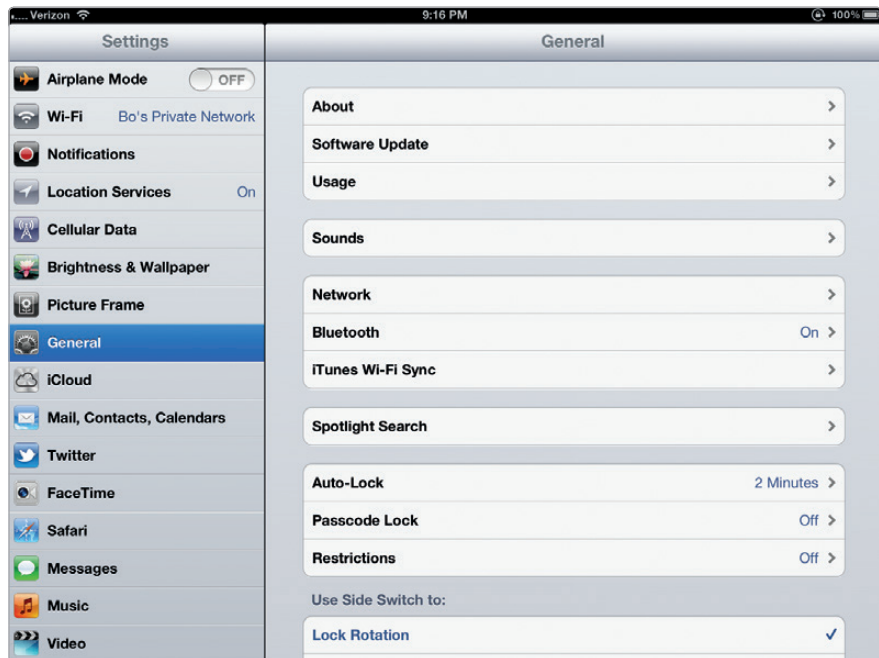 .... Verizon 9:16 PM 100%
Settings
Airplane Mode OFF
Wi-Fi Bo's Private Network
Notifications
Location Services On
Cellular Data
Brightness & Wallpaper
Picture Frame
General
iCloud
Mail, Contacts, Calendars
Twitter
FaceTime
Safari
Messages
Music
Video
General
About
Software Update
Usage
Sounds
Network
Bluetooth On
iTunes Wi-Fi Sync
Spotlight Search
Auto-Lock 2 Minutes
Passcode Lock Off
Restrictions Off
Use Side Switch to:
Lock Rotation